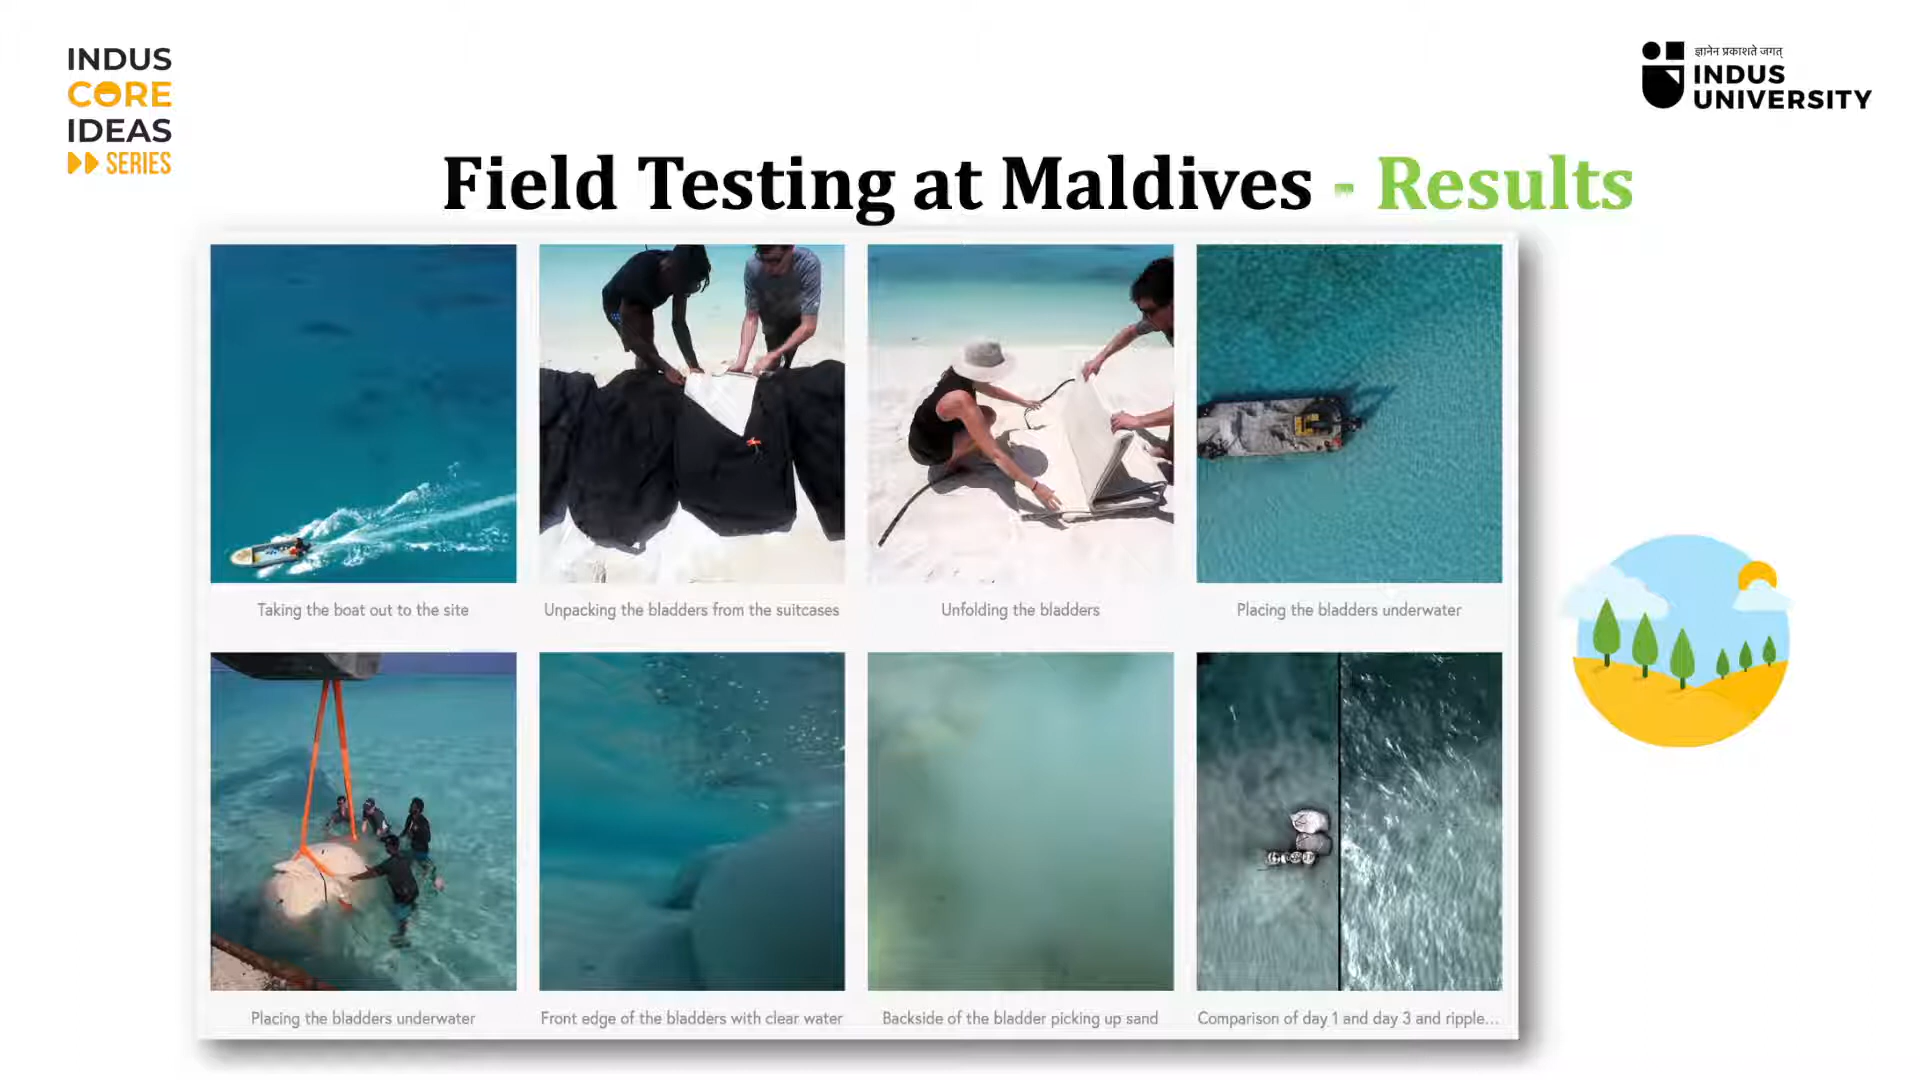 INDUS
CORE
IDEAS
SERIES
ज्ञानेन प्रकाशते जगत्
INDUS
UNIVERSITY
Field Testing at Maldives - Results
Taking the boat out to the site
Unpacking the bladders from the suitcases
Unfolding the bladders
Placing the bladders underwater
Placing the bladders underwater
Front edge of the bladders with clear water
Backside of the bladder picking up sand
Comparison of day 1 and day 3 and ripple...